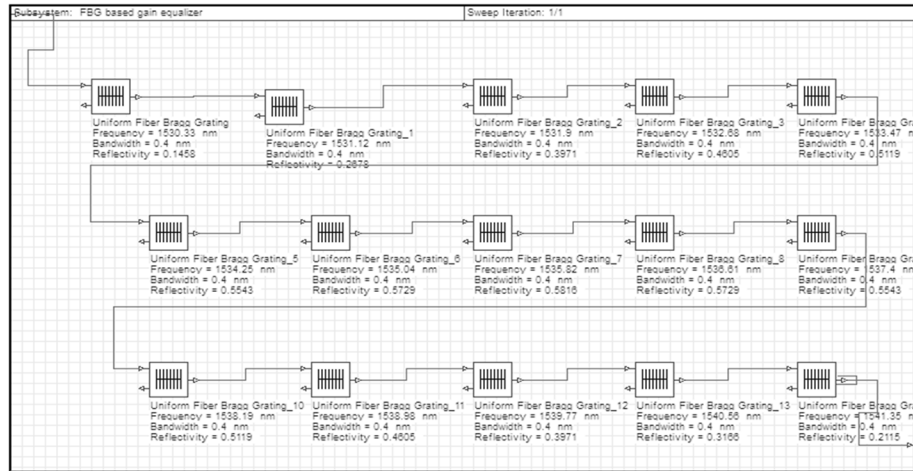 Subsystem: FBG based gain equalizer
Sweep Iteration: 1/1
Uniform Fiber Bragg Grating
Frequency = 1530.33 nm
Bandwidth = 0.4 nm
Reflectivity = 0.1458
Uniform Fiber Bragg Grating_1
Frequency = 1531.12 nm
Bandwidth = 0.4 nm
Reflectivity = 0.2678
Uniform Fiber Bragg Grating_2
Frequency = 1531.9 nm
Bandwidth = 0.4 nm
Reflectivity = 0.3971
Uniform Fiber Bragg Grating_3
Frequency = 1532.68 nm
Bandwidth = 0.4 nm
Reflectivity = 0.4605
Uniform Fiber Bragg Gra
Frequency = 1533.47 nm
Bandwidth = 0.4 nm
Reflectivity = 0.5119
Uniform Fiber Bragg Grating_5
Frequency = 1534.25 nm
Bandwidth = 0.4 nm
Reflectivity = 0.5543
Uniform Fiber Bragg Grating_6
Frequency = 1535.04 nm
Bandwidth = 0.4 nm
Reflectivity = 0.5729
Uniform Fiber Bragg Grating_7
Frequency = 1535.82 nm
Bandwidth = 0.4 nm
Reflectivity = 0.5816
Uniform Fiber Bragg Grating_8
Frequency = 1536.61 nm
Bandwidth = 0.4 nm
Reflectivity = 0.5729
Uniform Fiber Bragg Gra
Frequency = 1537.4 nm
Bandwidth = 0.4 nm
Reflectivity = 0.5543
Uniform Fiber Bragg Grating_10
Frequency = 1538.19 nm
Bandwidth = 0.4 nm
Reflectivity = 0.5119
Uniform Fiber Bragg Grating_11
Frequency = 1538.98 nm
Bandwidth = 0.4 nm
Reflectivity = 0.4605
Uniform Fiber Bragg Grating_12
Frequency = 1539.77 nm
Bandwidth = 0.4 nm
Reflectivity = 0.3971
Uniform Fiber Bragg Grating_13
Frequency = 1540.56 nm
Bandwidth = 0.4 nm
Reflectivity = 0.3166
Uniform Fiber Bragg Gra
Frequency = 1541.35 nm
Bandwidth = 0.4 nm
Reflectivity = 0.2115